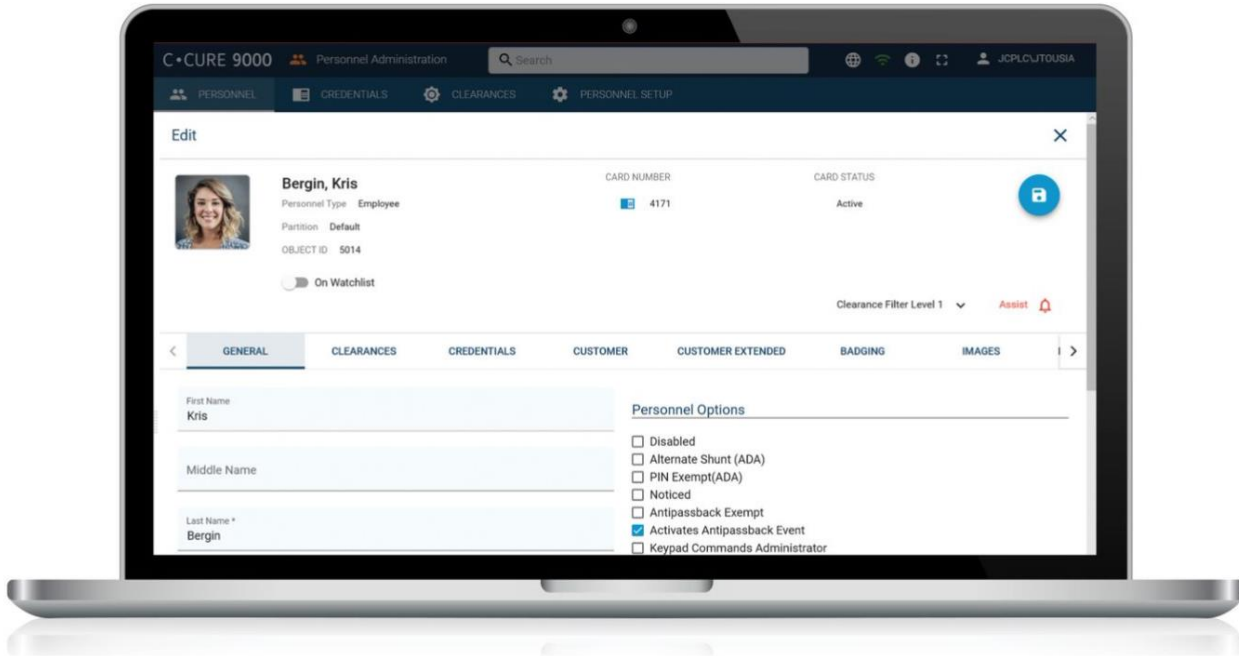 C•CURE 9000 Personnel Administration Search JCPLC\JTOUSIA
PERSONNEL CREDENTIALS CLEARANCES PERSONNEL SETUP
Edit
Bergin, Kris CARD NUMBER CARD STATUS
Personnel Type Employee 4171 Active
Partition Default
OBJECT ID 5014
On Watchlist
Clearance Filter Level 1 Assist
GENERAL CLEARANCES CREDENTIALS CUSTOMER CUSTOMER EXTENDED BADGING IMAGES
First Name
Kris
Middle Name
Last Name *
Bergin
Personnel Options
Disabled
Alternate Shunt (ADA)
PIN Exempt(ADA)
Noticed
Antipassback Exempt
Activates Antipassback Event
Keypad Commands Administrator